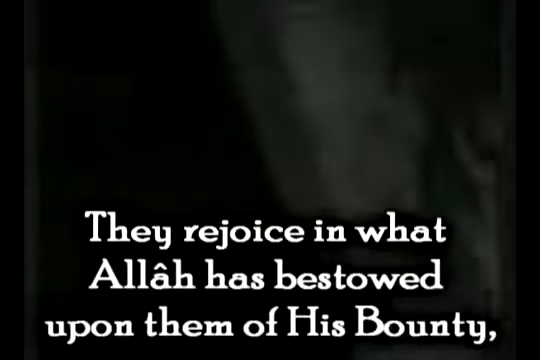 They rejoice in what
Allâh has bestowed
upon them of His Bounty,